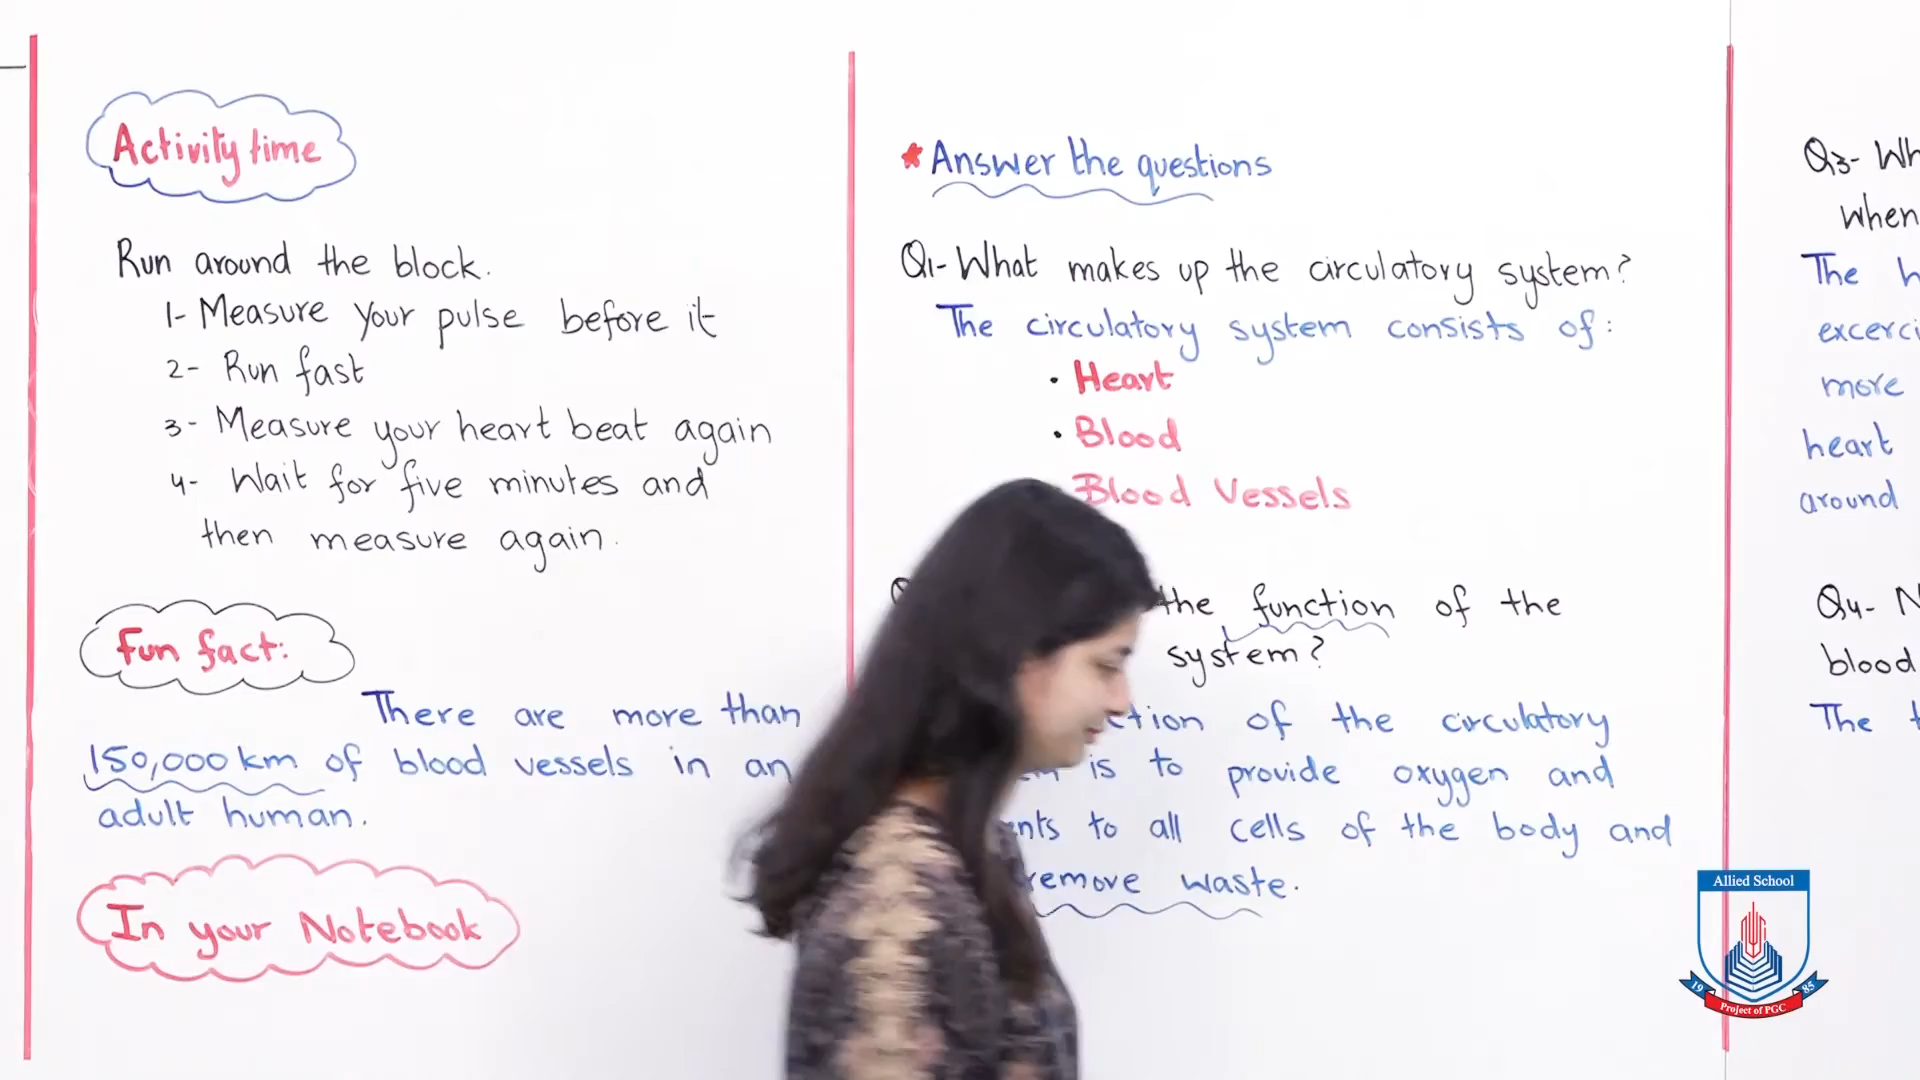 Activity time
Run around the block.
1- Measure your pulse before it
2- Run fast
3- Measure your heart beat again
4- Wait for five minutes and
then measure again.
Fun fact:
There are more than
150,000 km of blood vessels in an
adult human.
In your Notebook
* Answer the questions
Q1- What makes up the circulatory system?
The circulatory system consists of:
• Heart
• Blood
Blood Vessels
the function of the
system?
of the circulatory
is to provide oxygen and
to all cells of the body and
remove waste.
Q3-
when
The
excerci
more
heart
around
Q4-
blood
The
Allied School
19 85
Project of PGC